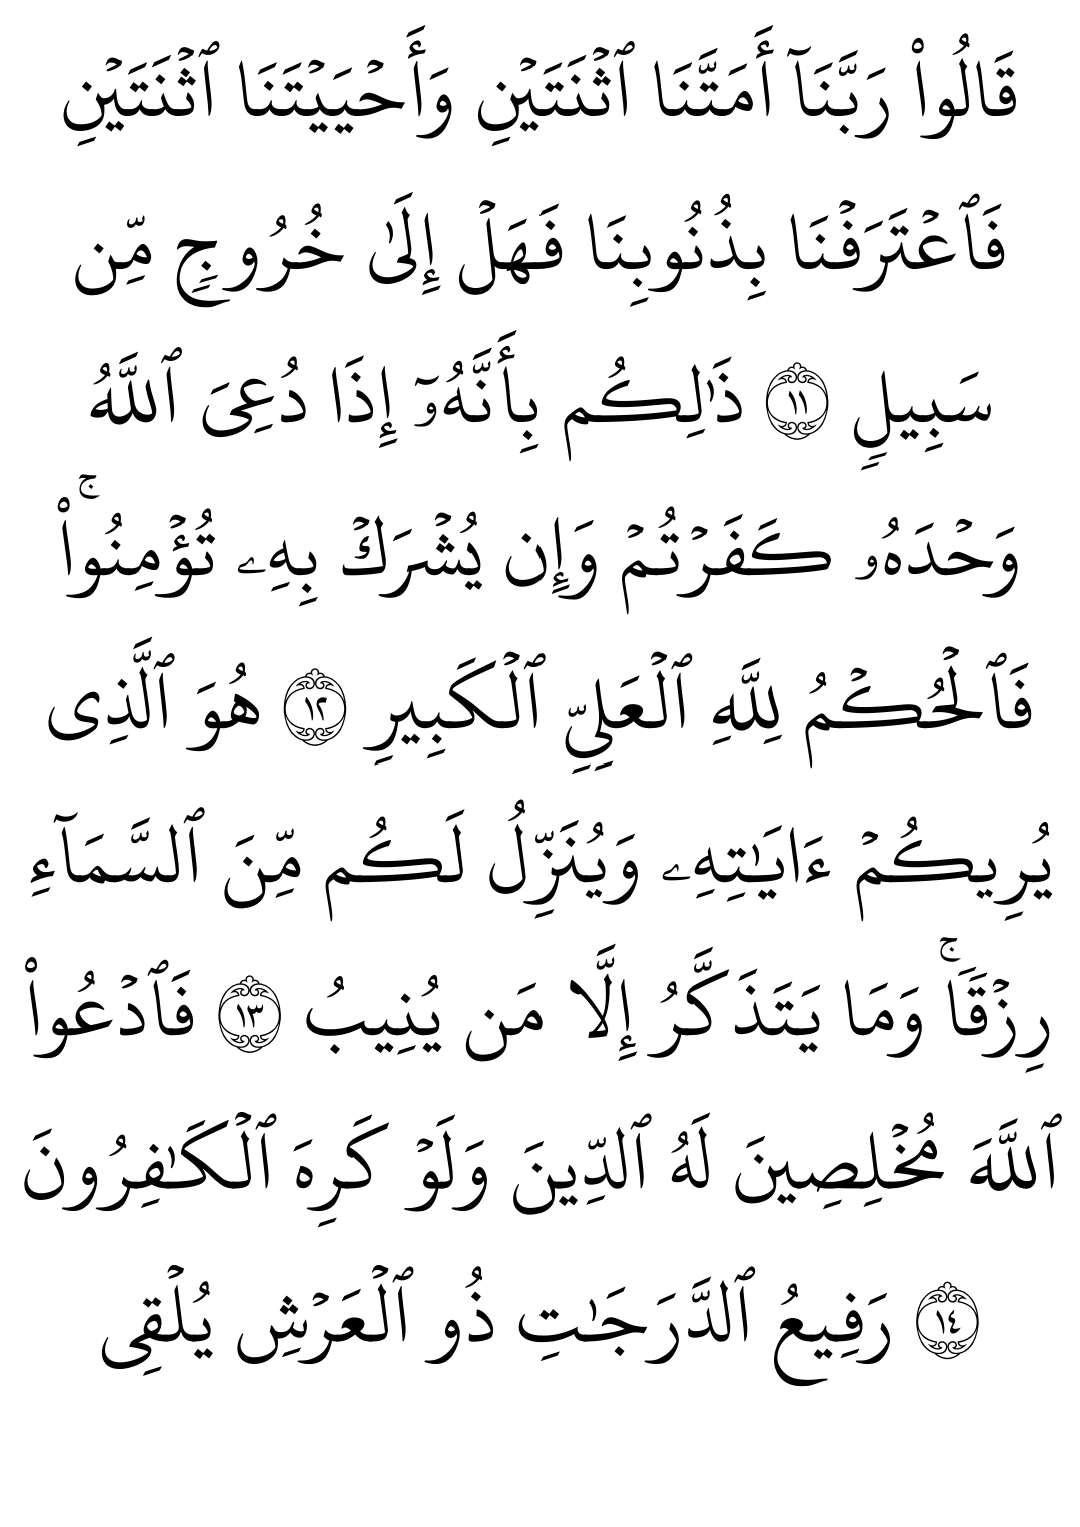 قَالُوا۟ رَبَّنَآ أَمَتَّنَا ٱثْنَتَيْنِ وَأَحْيَيْتَنَا ٱثْنَتَيْنِ
فَٱعْتَرَفْنَا بِذُنُوبِنَا فَهَلْ إِلَىٰ خُرُوجٍ مِّن
سَبِيلٍ ١١ ذَٰلِكُم بِأَنَّهُۥٓ إِذَا دُعِىَ ٱللَّهُ
وَحْدَهُۥ كَفَرْتُمْ وَإِن يُشْرَكْ بِهِۦ تُؤْمِنُوا۟ ۚ
فَٱلْحُكْمُ لِلَّهِ ٱلْعَلِىِّ ٱلْكَبِيرِ ١٢ هُوَ ٱلَّذِى
يُرِيكُمْ ءَايَـٰتِهِۦ وَيُنَزِّلُ لَكُم مِّنَ ٱلسَّمَآءِ
رِزْقًا ۚ وَمَا يَتَذَكَّرُ إِلَّا مَن يُنِيبُ ١٣ فَٱدْعُوا۟
ٱللَّهَ مُخْلِصِينَ لَهُ ٱلدِّينَ وَلَوْ كَرِهَ ٱلْكَـٰفِرُونَ
١٤ رَفِيعُ ٱلدَّرَجَـٰتِ ذُو ٱلْعَرْشِ يُلْقِى